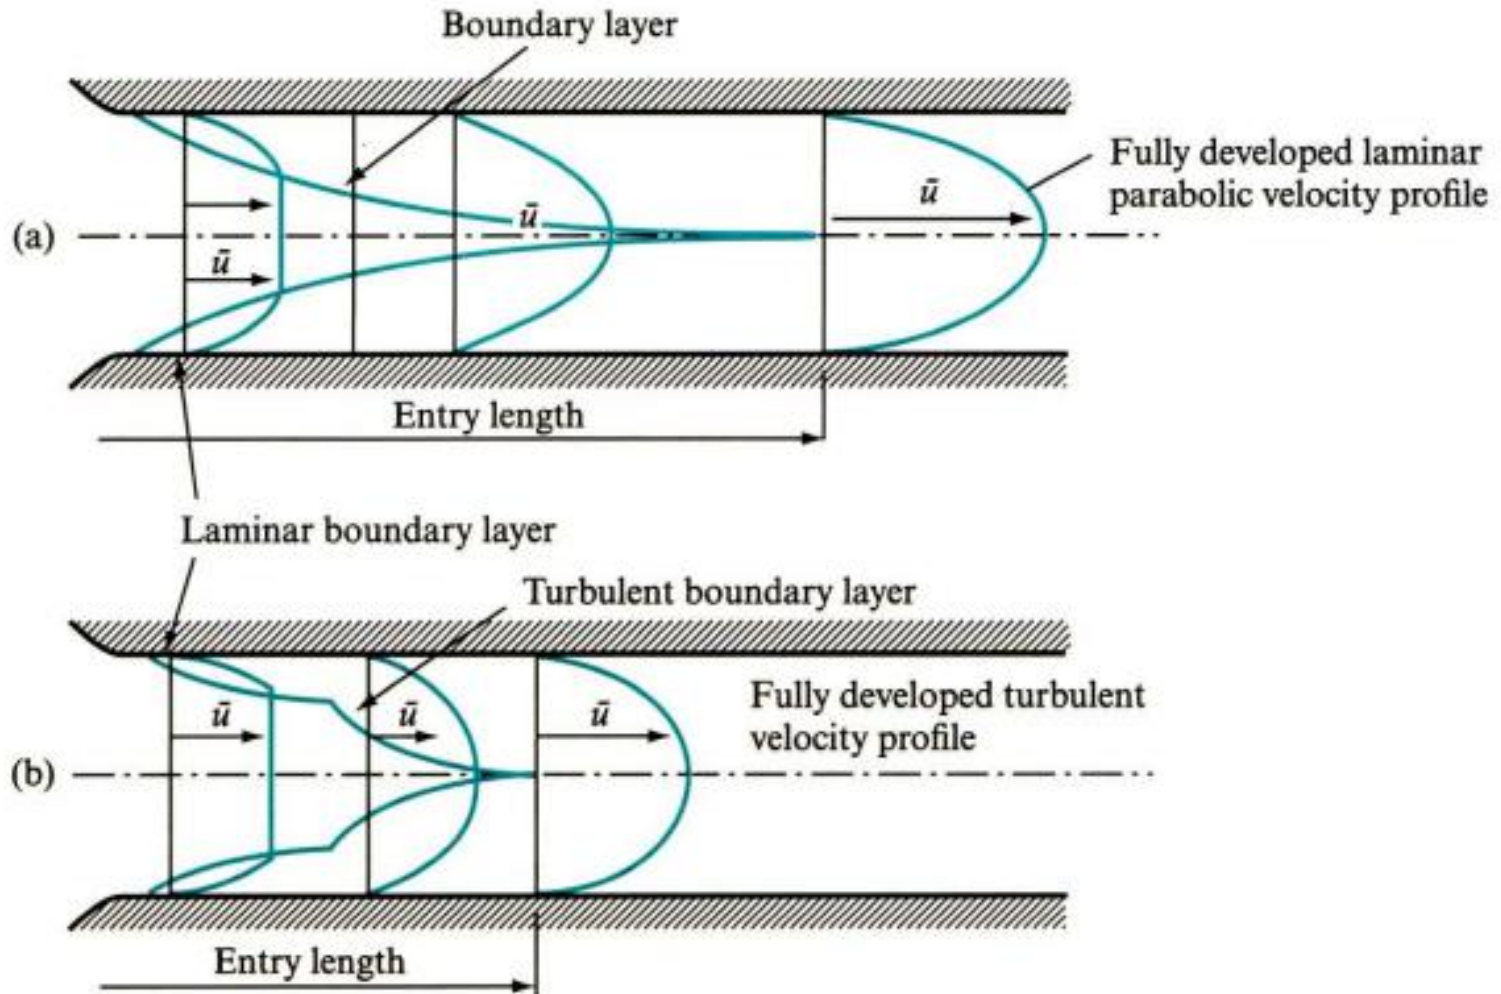 Boundary layer
Fully developed laminar
parabolic velocity profile
ū
ū
ū
(a)
Entry length
Laminar boundary layer
Turbulent boundary layer
Fully developed turbulent
velocity profile
ū
ū
ū
(b)
Entry length